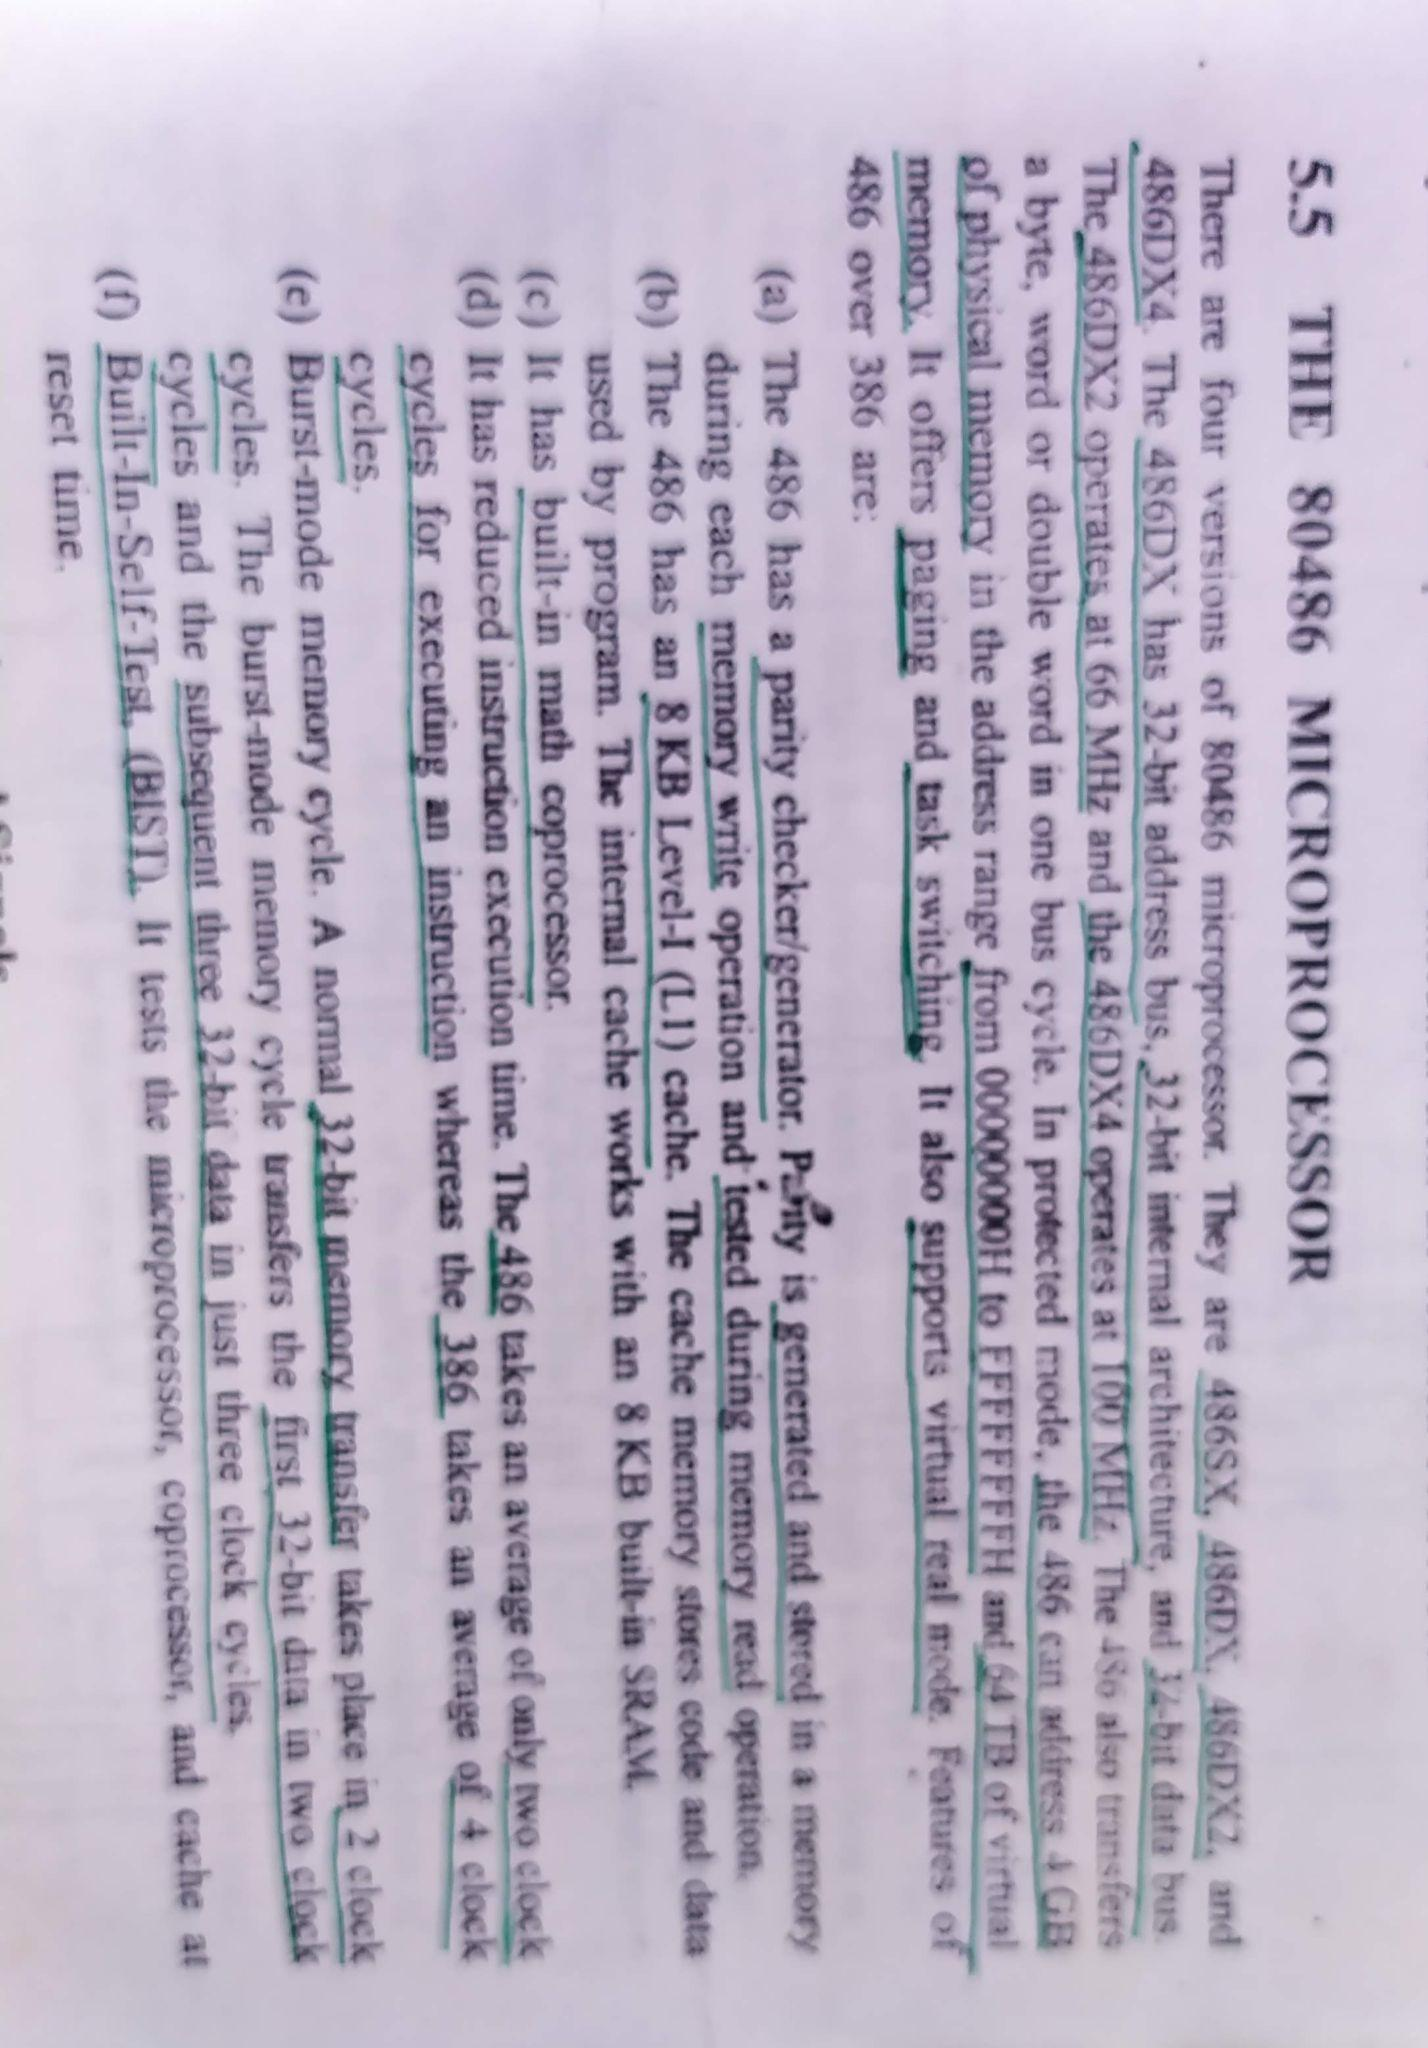 5.5 THE 80486 MICROPROCESSOR
There are four versions of 80486 microprocessor. They are 486SX, 486DX, 486DX2, and
486DX4. The 486DX has 32-bit address bus, 32-bit internal architecture, and 32-bit data bus.
The 486DX2 operates at 66 MHz and the 486DX4 operates at 100 MHz. The 486 also transfers
a byte, word or double word in one bus cycle. In protected mode, the 486 can address 4 GB
of physical memory in the address range from 00000000H to FFFFFFFFH and 64 TB of virtual
memory. It offers paging and task switching. It also supports virtual real mode. Features of
486 over 386 are:
(a) The 486 has a parity checker/generator. Parity is generated and stored in a memory
during each memory write operation and tested during memory read operation.
(b) The 486 has an 8 KB Level-I (L1) cache. The cache memory stores code and data
used by program. The internal cache works with an 8 KB built-in SRAM.
(c) It has built-in math coprocessor.
(d) It has reduced instruction execution time. The 486 takes an average of only two clock
cycles for executing an instruction whereas the 386 takes an average of 4 clock
cycles.
(e) Burst-mode memory cycle. A normal 32-bit memory transfer takes place in 2 clock
cycles. The burst-mode memory cycle transfers the first 32-bit data in two clock
cycles and the subsequent three 32-bit data in just three clock cycles.
(f) Built-In-Self-Test, (BIST). It tests the microprocessor, coprocessor, and cache at
reset time.